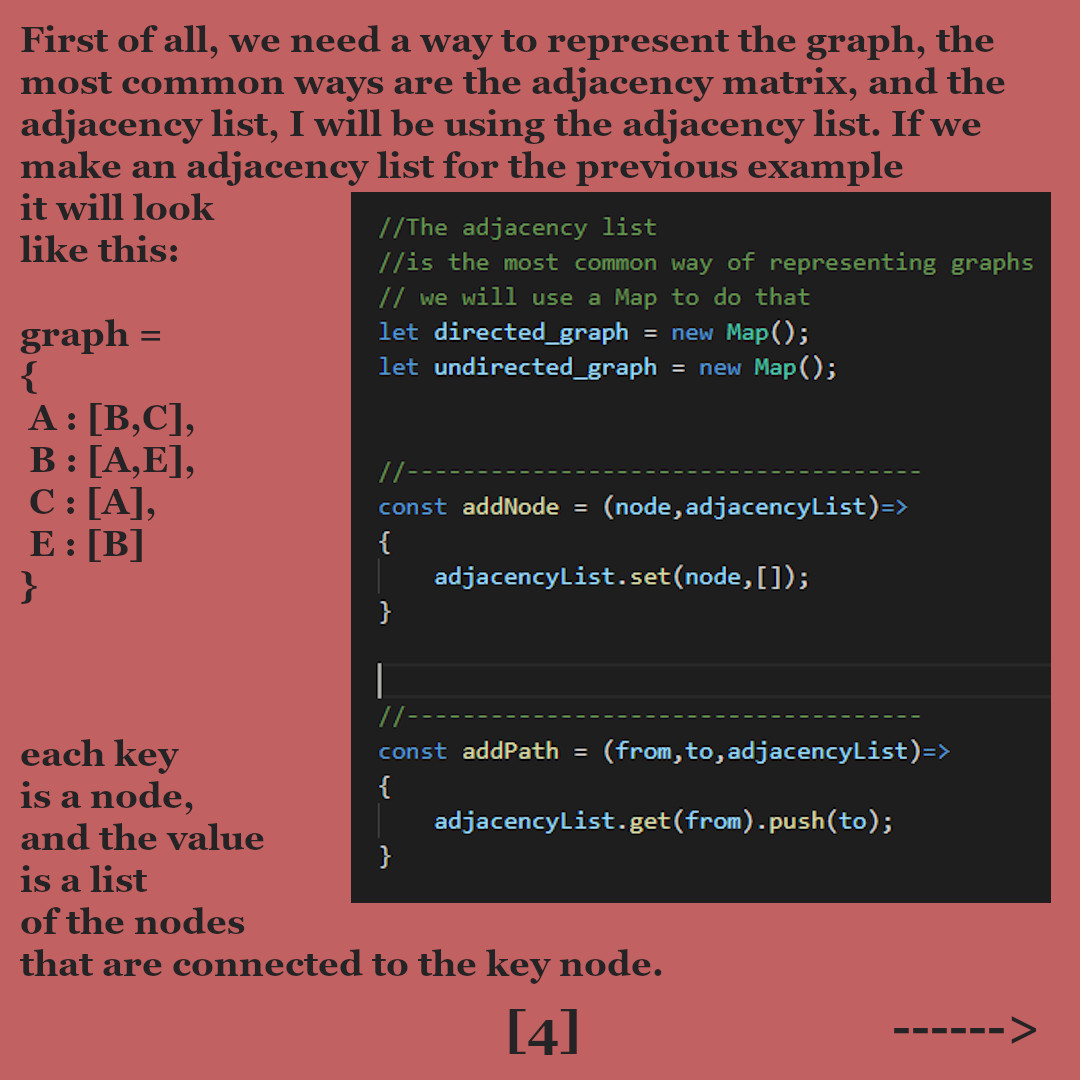 First of all, we need a way to represent the graph, the
most common ways are the adjacency matrix, and the
adjacency list, I will be using the adjacency list. If we
make an adjacency list for the previous example
it will look
like this:
graph =
{
A : [B,C],
B : [A,E],
C : [A],
E : [B]
}
each key
is a node,
and the value
is a list
of the nodes
that are connected to the key node.
//The adjacency list
//is the most common way of representing graphs
// we will use a Map to do that
let directed_graph = new Map();
let undirected_graph = new Map();
//-------------------------------------
const addNode = (node,adjacencyList)=>
{
    adjacencyList.set(node,[]);
}
//-------------------------------------
const addPath = (from,to,adjacencyList)=>
{
    adjacencyList.get(from).push(to);
}
[4]
------>